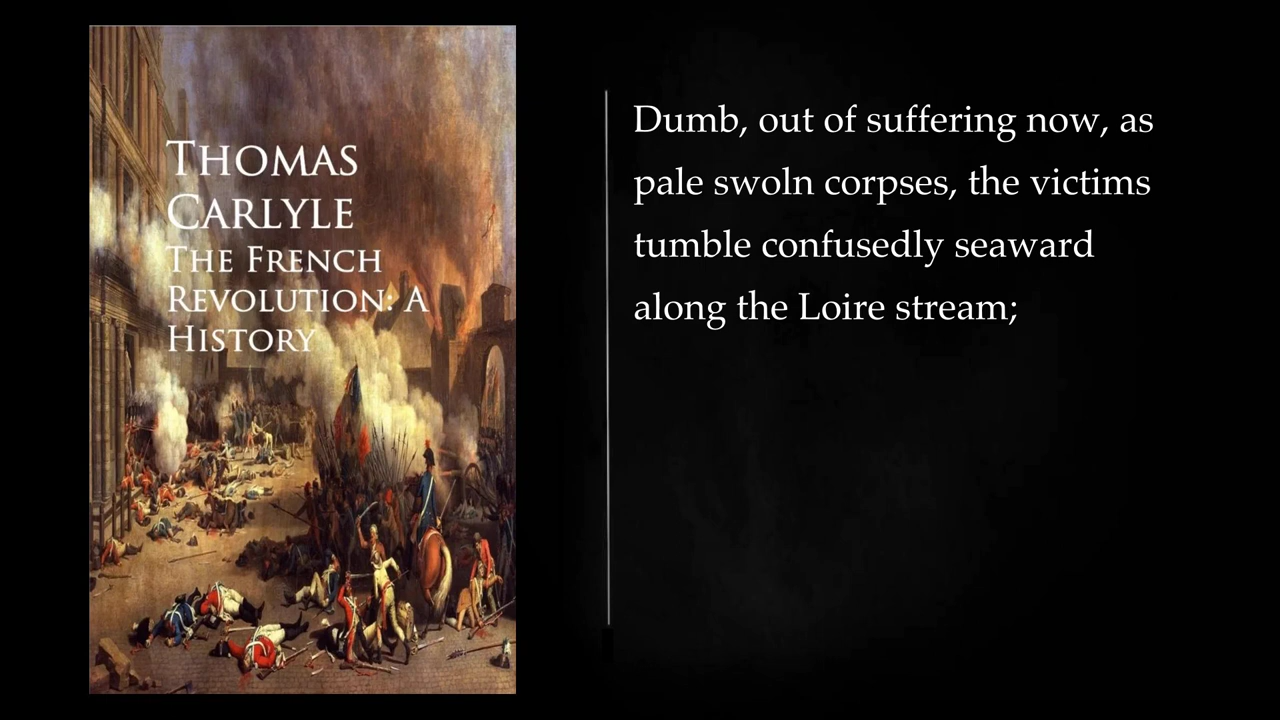 THOMAS
CARLYLE
THE FRENCH
REVOLUTION: A
HISTORY
Dumb, out of suffering now, as
pale swoln corpses, the victims
tumble confusedly seaward
along the Loire stream;